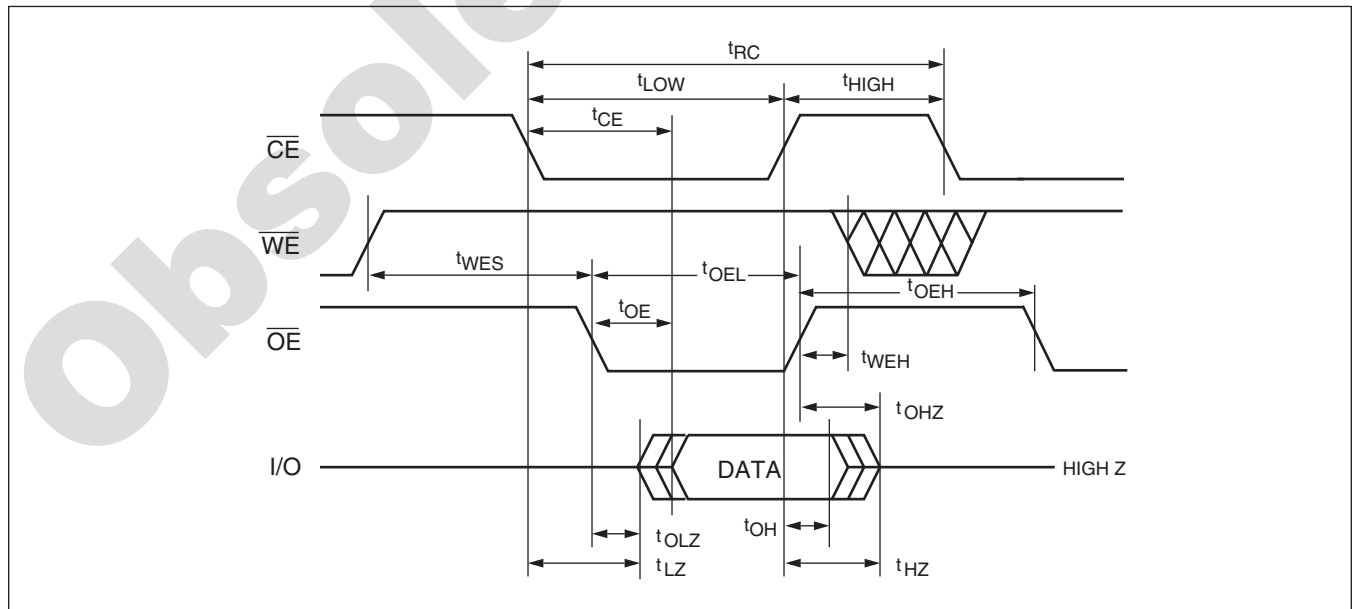 Obsole
tRC
tLOW
tHIGH
tCE
CE
WE
tWES
tOEL
tOEH
tOE
OE
tWEH
tOHZ
I/O
DATA
HIGH Z
tOH
tOLZ
tLZ
tHZ